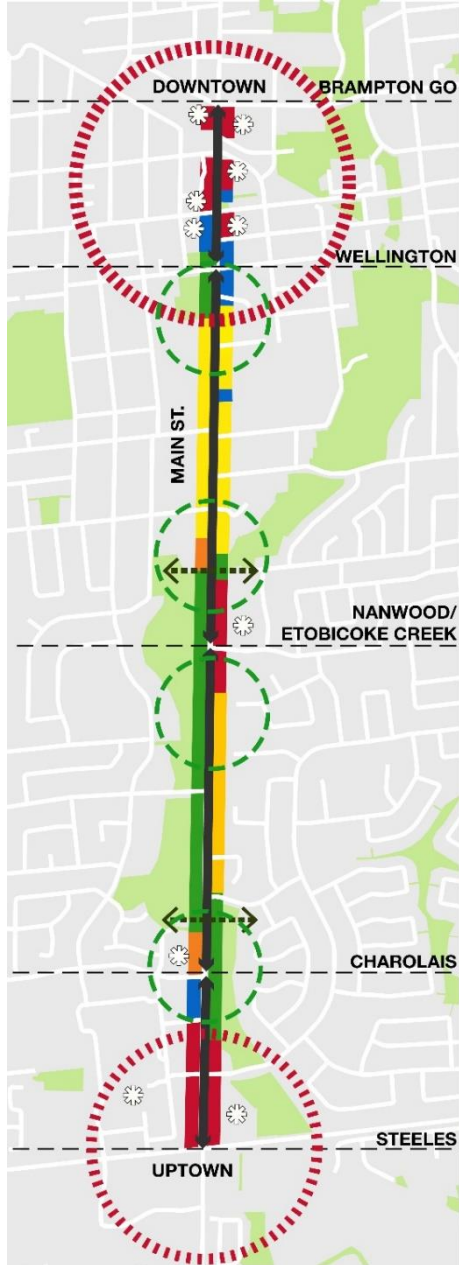 DOWNTOWN
BRAMPTON GO
WELLINGTON
MAIN ST.
NANWOOD/
ETOBICOKE CREEK
CHAROLAIS
STEELES
UPTOWN